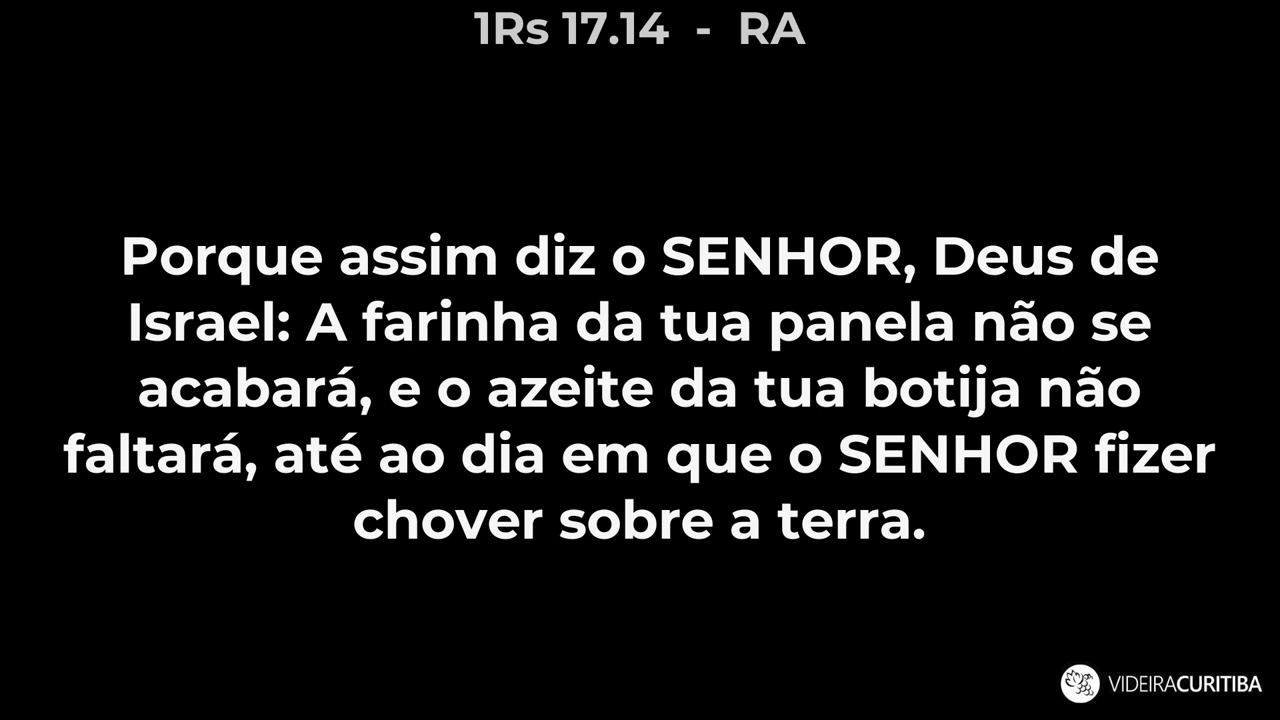 1Rs 17.14 - RA
Porque assim diz o SENHOR, Deus de
Israel: A farinha da tua panela não se
acabará, e o azeite da tua botija não
faltará, até ao dia em que o SENHOR fizer
chover sobre a terra.
VIDEIRACURITIBA